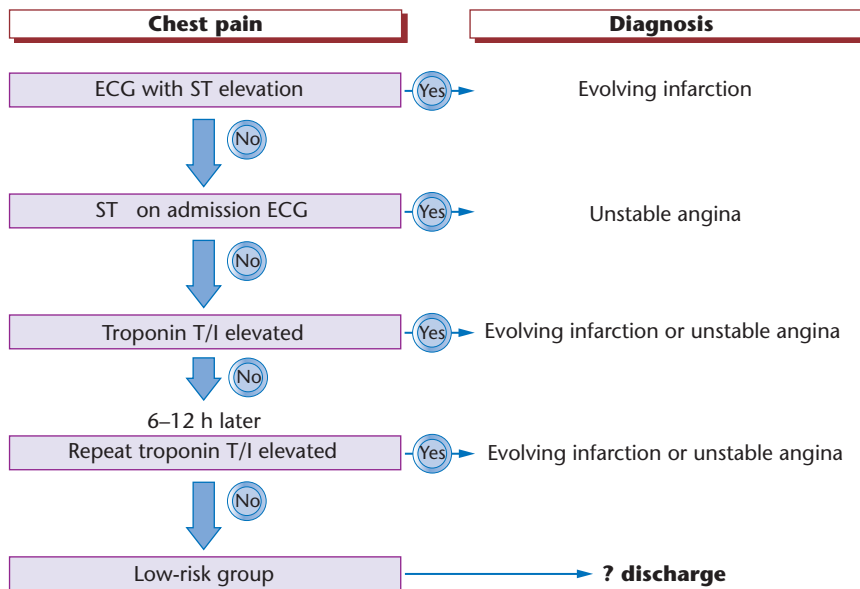 Chest pain Diagnosis
ECG with ST elevation Yes Evolving infarction
No
ST on admission ECG Yes Unstable angina
No
Troponin T/I elevated Yes Evolving infarction or unstable angina
No
6–12 h later
Repeat troponin T/I elevated Yes Evolving infarction or unstable angina
No
Low-risk group ? discharge